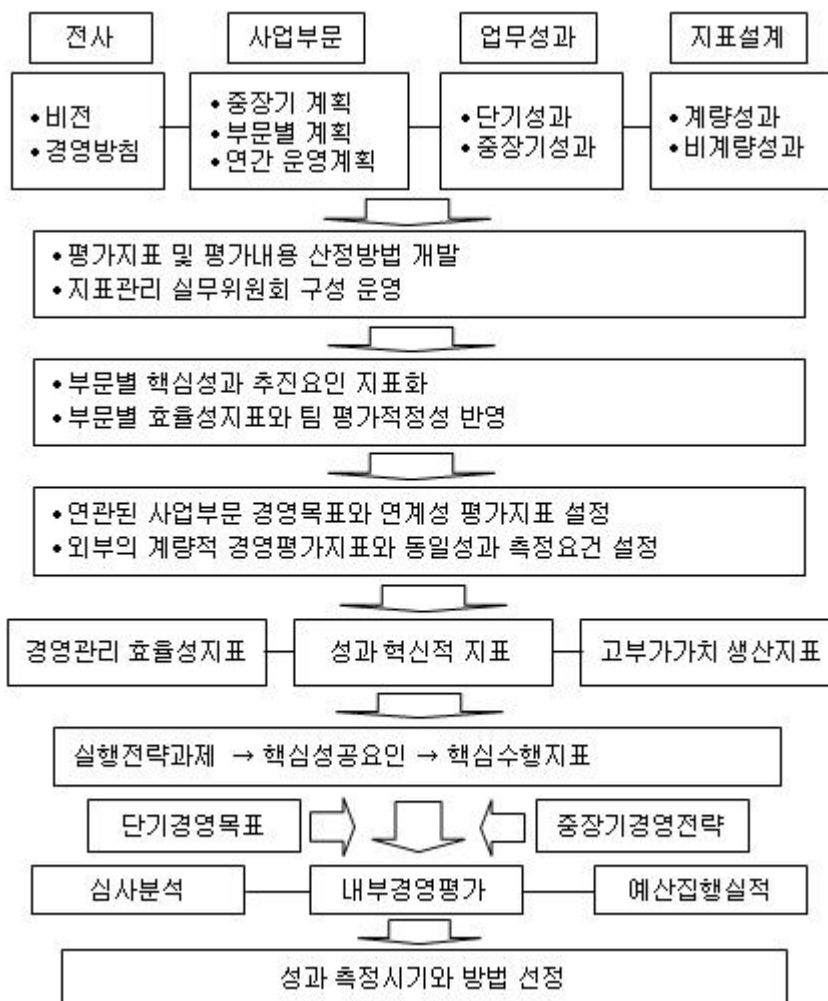 전사
사업부문
업무성과
지표설계
• 비전
• 경영방침
• 중장기 계획
• 부문별 계획
• 연간 운영계획
• 단기성과
• 중장기성과
• 계량성과
• 비계량성과
• 평가지표 및 평가내용 산정방법 개발
• 지표관리 실무위원회 구성 운영
• 부문별 핵심성과 추진요인 지표화
• 부문별 효율성지표와 팀 평가적정성 반영
• 연관된 사업부문 경영목표와 연계성 평가지표 설정
• 외부의 계량적 경영평가지표와 동일성과 측정요건 설정
경영관리 효율성지표
성과 혁신적 지표
고부가가치 생산지표
실행전략과제 → 핵심성공요인 → 핵심수행지표
단기경영목표
중장기경영전략
심사분석
내부경영평가
예산집행실적
성과 측정시기와 방법 선정